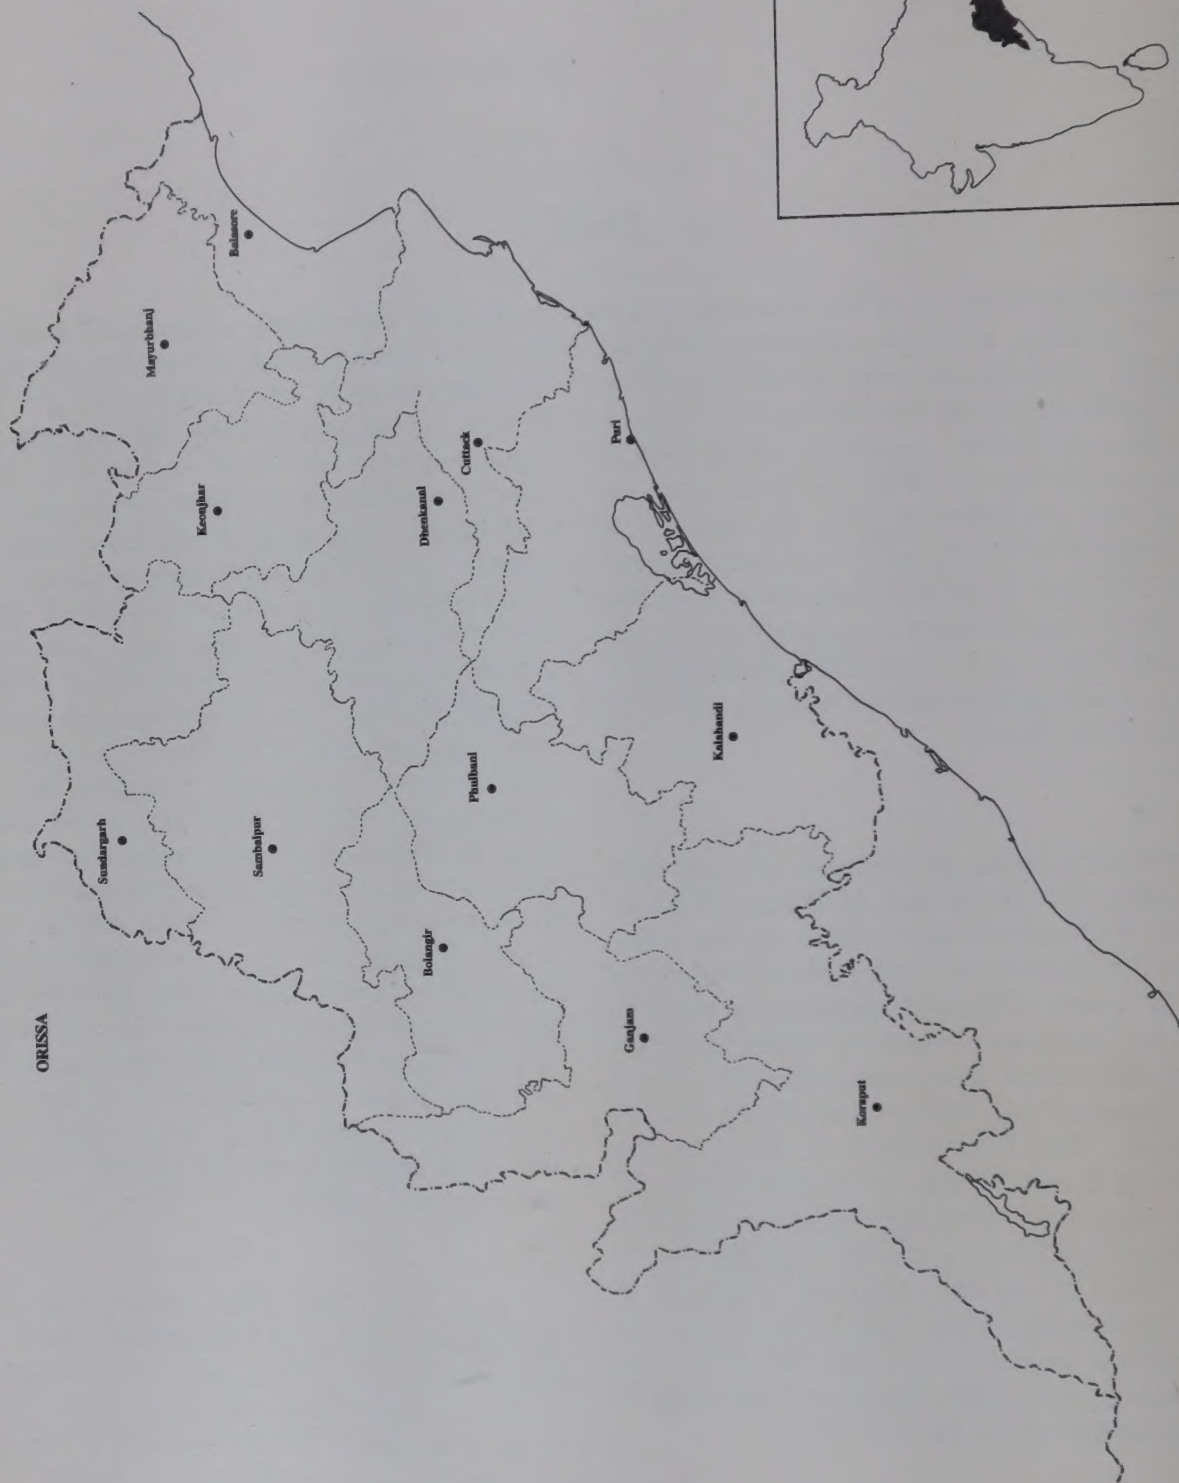 ORISSA
Sundargarh
Sambalpur
Keonjhar
Mayurbhanj
Balasore
Bolangir
Phulbani
Dhenkanal
Cuttack
Ganjam
Kalahandi
Puri
Koraput